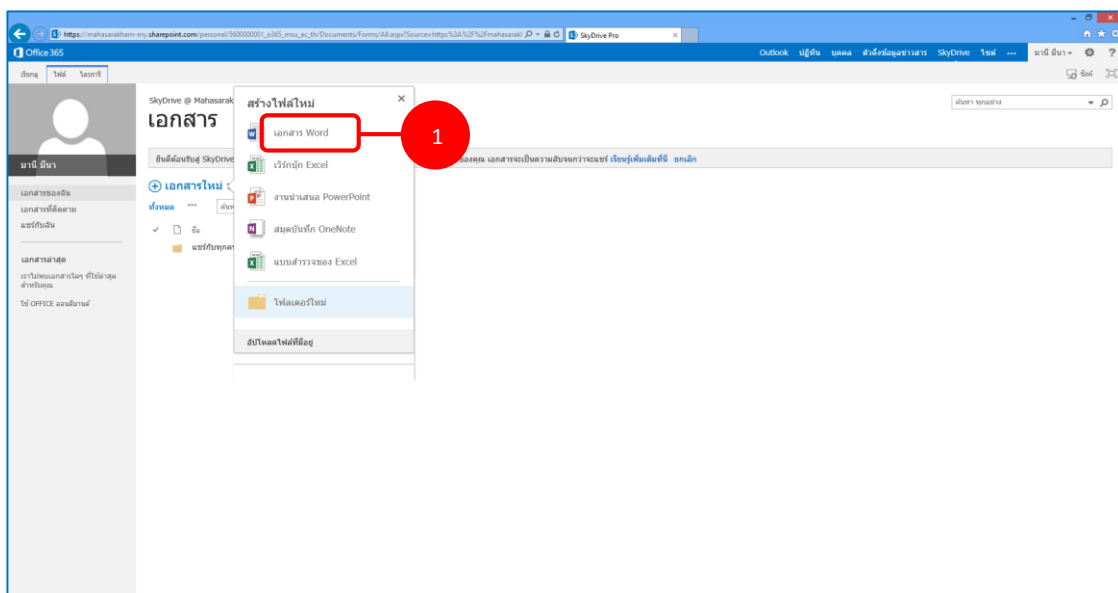 https://mahasarakham-my.sharepoint.com/personal/5600000001_o365_msu_ac_th/Documents/Forms/All.aspx?Source=https%3A%2F%2Fmahasarakl
SkyDrive Pro
Office 365
Outlook ปฏิทิน บุคคล ตัวดึงข้อมูลข่าวสาร SkyDrive ไซต์ ... มานี มีนา ?
เรียกดู ไฟล์ ไลบรารี
ซิงค์
มานี มีนา
เอกสารของฉัน
เอกสารที่ติดตาม
แชร์กับฉัน
เอกสารล่าสุด
เราไม่พบเอกสารใดๆ ที่ใช้ล่าสุด
สำหรับคุณ
ใช้ OFFICE ออนดีมานด์
SkyDrive @ Mahasarak
เอกสาร
ค้นหา ทุกอย่าง
ยินดีต้อนรับสู่ SkyDrive
ของคุณ เอกสารจะเป็นความลับจนกว่าจะแชร์ เรียนรู้เพิ่มเติมที่นี่ ยกเลิก
เอกสารใหม่
ทั้งหมด ... ค้นห
ชื่อ
แชร์กับทุกค
สร้างไฟล์ใหม่
เอกสาร Word
1
เวิร์กบุ๊ก Excel
งานนำเสนอ PowerPoint
สมุดบันทึก OneNote
แบบสำรวจของ Excel
โฟลเดอร์ใหม่
อัปโหลดไฟล์ที่มีอยู่